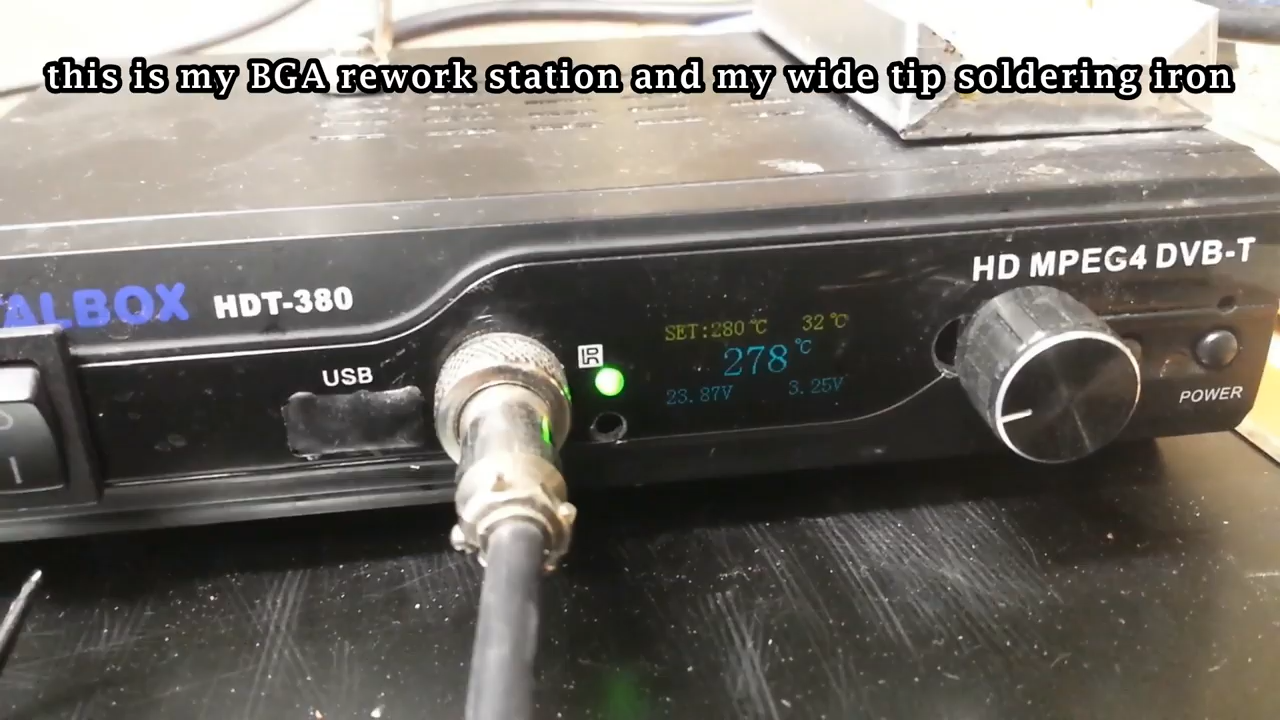 this is my BGA rework station and my wide tip soldering iron
HD MPEG4 DVB-T
ALBOX HDT-380
USB
SET:280℃ 32℃
278℃
23.87V 3.25V
POWER